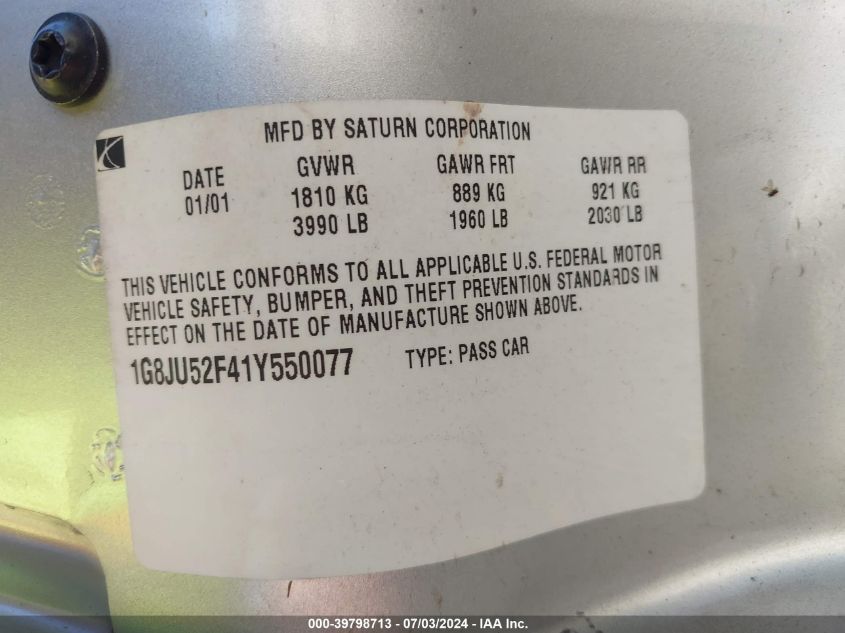 MFD BY SATURN CORPORATION
DATE GVWR GAWR FRT GAWR RR
01/01 1810 KG 889 KG 921 KG
3990 LB 1960 LB 2030 LB
THIS VEHICLE CONFORMS TO ALL APPLICABLE U.S. FEDERAL MOTOR
VEHICLE SAFETY, BUMPER, AND THEFT PREVENTION STANDARDS IN
EFFECT ON THE DATE OF MANUFACTURE SHOWN ABOVE.
1G8JU52F41Y550077 TYPE: PASS CAR
000-39798713 - 07/03/2024 - IAA Inc.